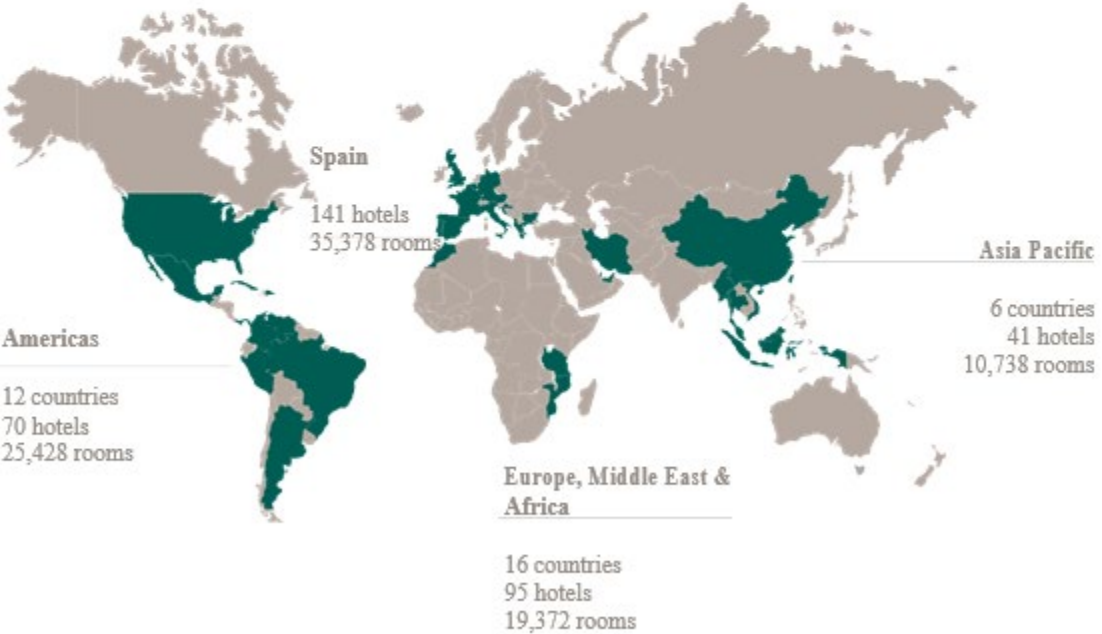 Spain
141 hotels
35,378 rooms
Asia Pacific
6 countries
41 hotels
10,738 rooms
Americas
12 countries
70 hotels
25,428 rooms
Europe, Middle East &
Africa
16 countries
95 hotels
19,372 rooms